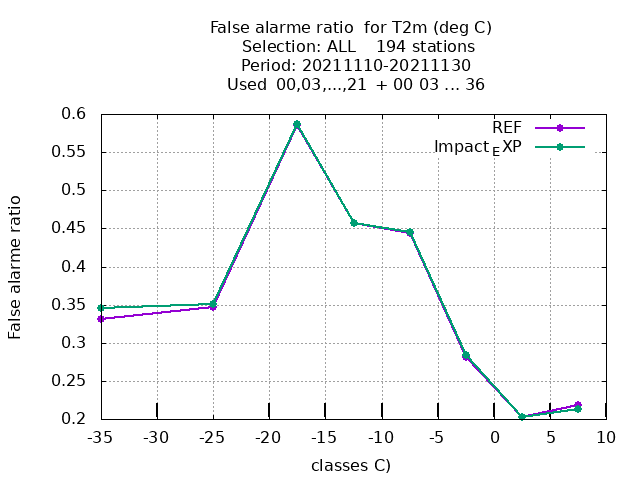 False alarme ratio  for T2m (deg C)
Selection: ALL    194 stations
Period: 20211110-20211130
Used  00,03,...,21  + 00 03 ... 36
REF
Impact_EXP
0.6
0.55
0.5
0.45
0.4
0.35
0.3
0.25
0.2
False alarme ratio
-35 -30 -25 -20 -15 -10 -5 0 5 10
classes C)